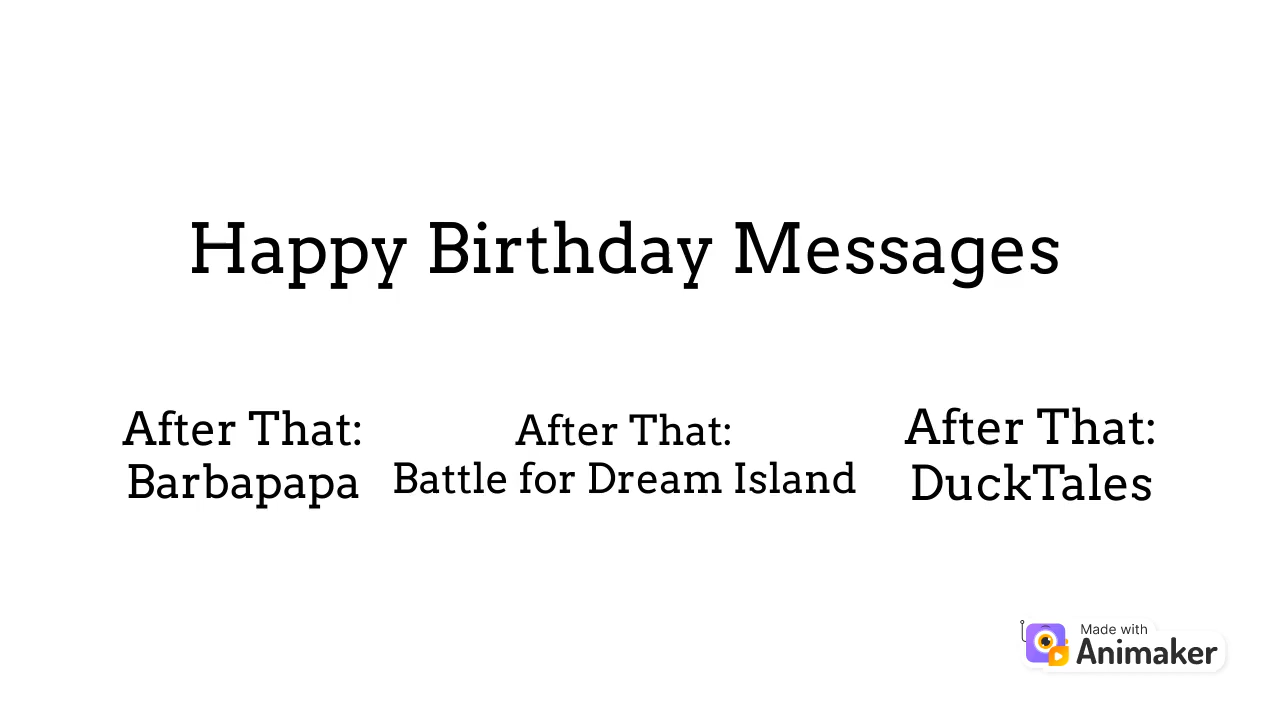 Happy Birthday Messages
After That:
Barbapapa
After That:
Battle for Dream Island
After That:
DuckTales
Made with
Animaker